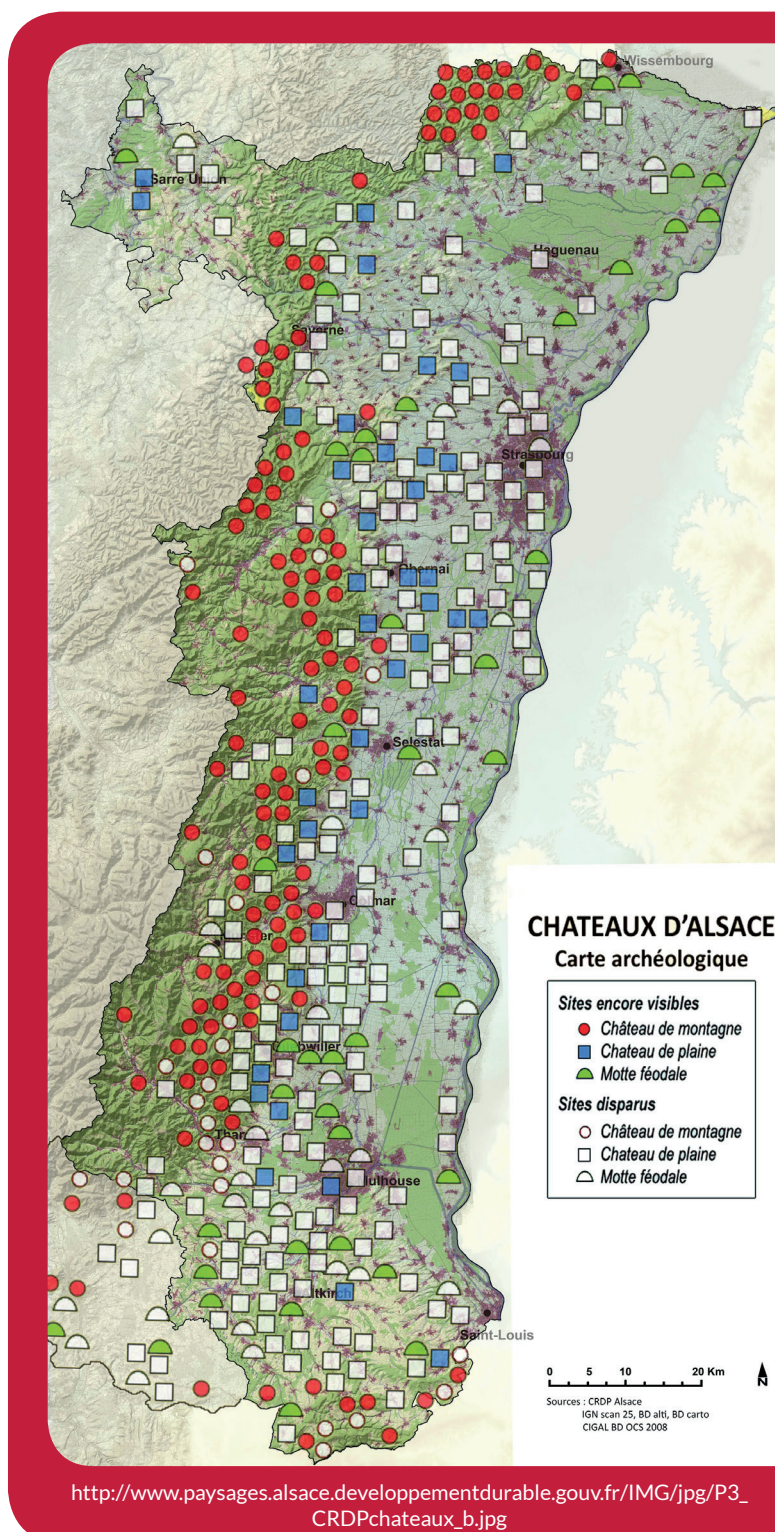 Wissembourg
Sarre Union
Haguenau
Saverne
Strasbourg
Obernai
Selestat
Colmar
Mulhouse
Saint-Louis
CHATEAUX D'ALSACE
Carte archéologique
Sites encore visibles
Château de montagne
Chateau de plaine
Motte féodale
Sites disparus
Château de montagne
Chateau de plaine
Motte féodale
0 5 10 20 Km
N
Sources : CRDP Alsace
IGN scan 25, BD alti, BD carto
CIGAL BD OCS 2008
http://www.paysages.alsace.developpementdurable.gouv.fr/IMG/jpg/P3_
CRDPchateaux_b.jpg